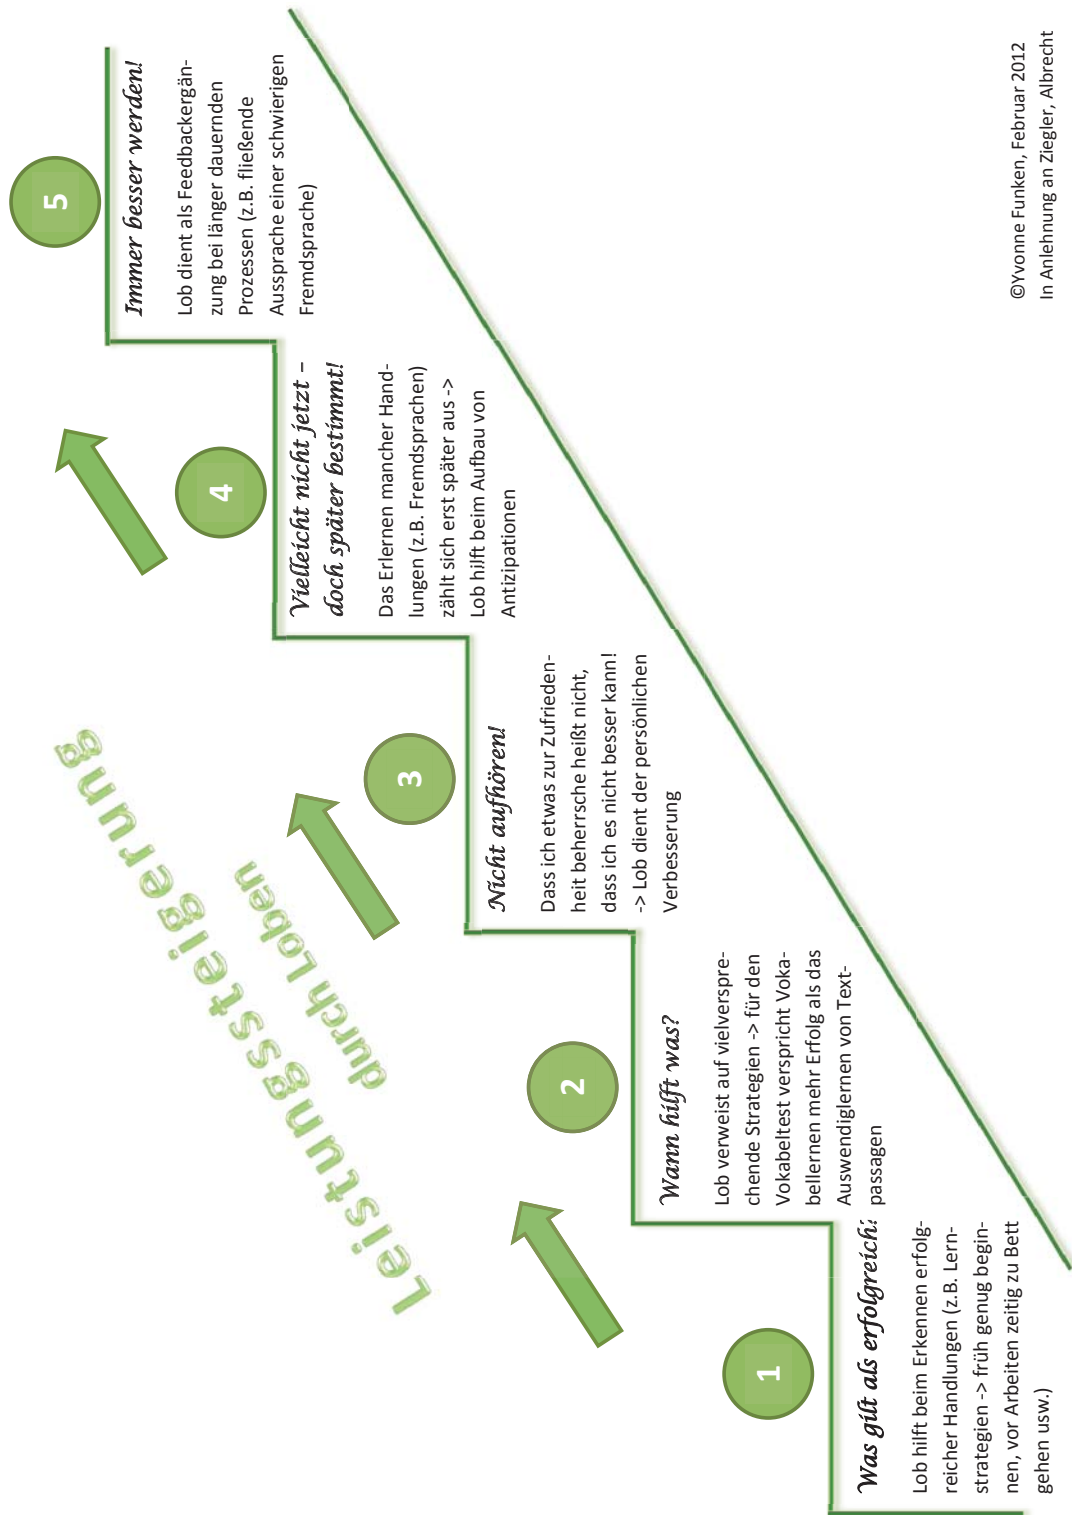 Leistungssteigerung
durch Loben
1
Was gilt als erfolgreich?
Lob hilft beim Erkennen erfolg-
reicher Handlungen (z.B. Lern-
strategien -> früh genug begin-
nen, vor Arbeiten zeitig zu Bett
gehen usw.)
2
Wann hilft was?
Lob verweist auf vielverspre-
chende Strategien -> für den
Vokabeltest verspricht Voka-
bellernen mehr Erfolg als das
Auswendiglernen von Text-
passagen
3
Nicht aufhören!
Dass ich etwas zur Zufrieden-
heit beherrsche heißt nicht,
dass ich es nicht besser kann!
-> Lob dient der persönlichen
Verbesserung
4
Vielleicht nicht jetzt –
doch später bestimmt!
Das Erlernen mancher Hand-
lungen (z.B. Fremdsprachen)
zählt sich erst später aus ->
Lob hilft beim Aufbau von
Antizipationen
5
Immer besser werden!
Lob dient als Feedbackergän-
zung bei länger dauernden
Prozessen (z.B. fließende
Aussprache einer schwierigen
Fremdsprache)
©Yvonne Funken, Februar 2012
In Anlehnung an Ziegler, Albrecht